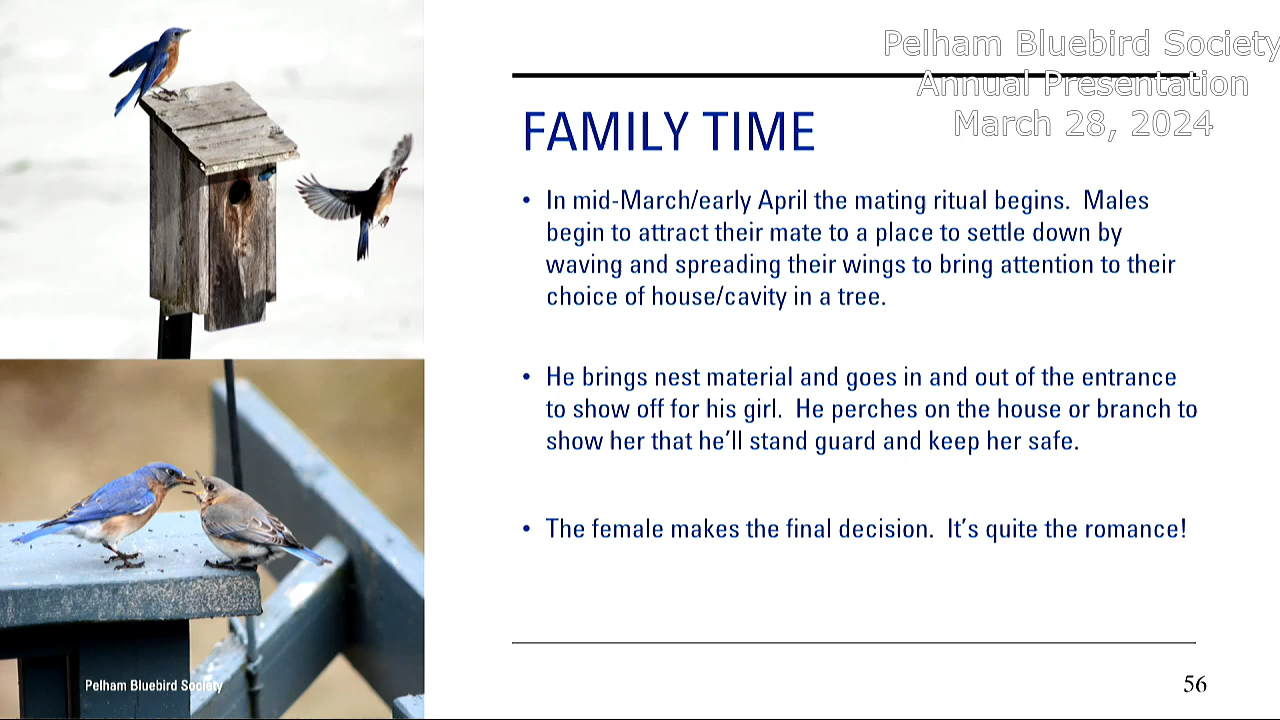 Pelham Bluebird Society
Annual Presentation
March 28, 2024
FAMILY TIME
• In mid-March/early April the mating ritual begins.  Males
begin to attract their mate to a place to settle down by
waving and spreading their wings to bring attention to their
choice of house/cavity in a tree.
• He brings nest material and goes in and out of the entrance
to show off for his girl.  He perches on the house or branch to
show her that he’ll stand guard and keep her safe.
• The female makes the final decision.  It’s quite the romance!
Pelham Bluebird Society
56